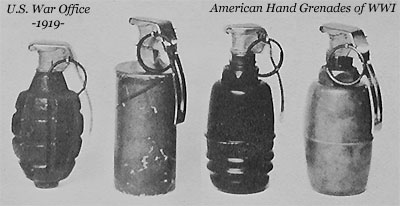 U.S. War Office
-1919-
American Hand Grenades of WWI